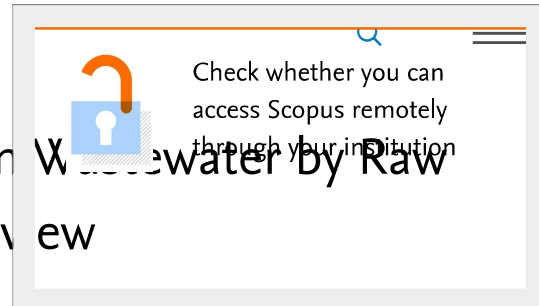 Check whether you can
access Scopus remotely
through your institution
n Wastewater by Raw
view